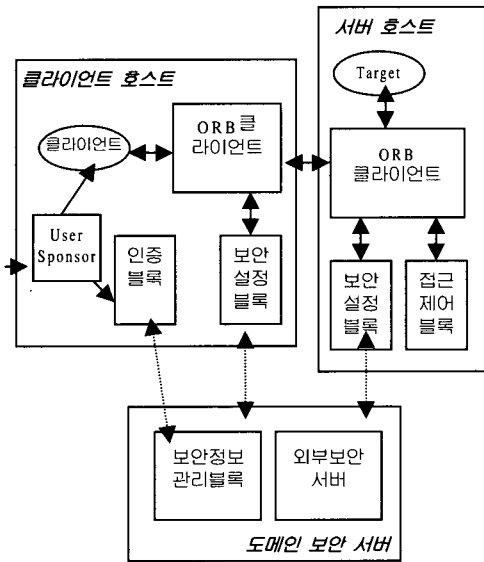 서버 호스트
Target
ORB
클라이언트
보안
설정
블록
접근
제어
블록
클라이언트 호스트
클라이언트
ORB 클
라이언트
User
Sponsor
인증
블록
보안
설정
블록
보안정보
관리블록
외부보안
서버
도메인 보안 서버